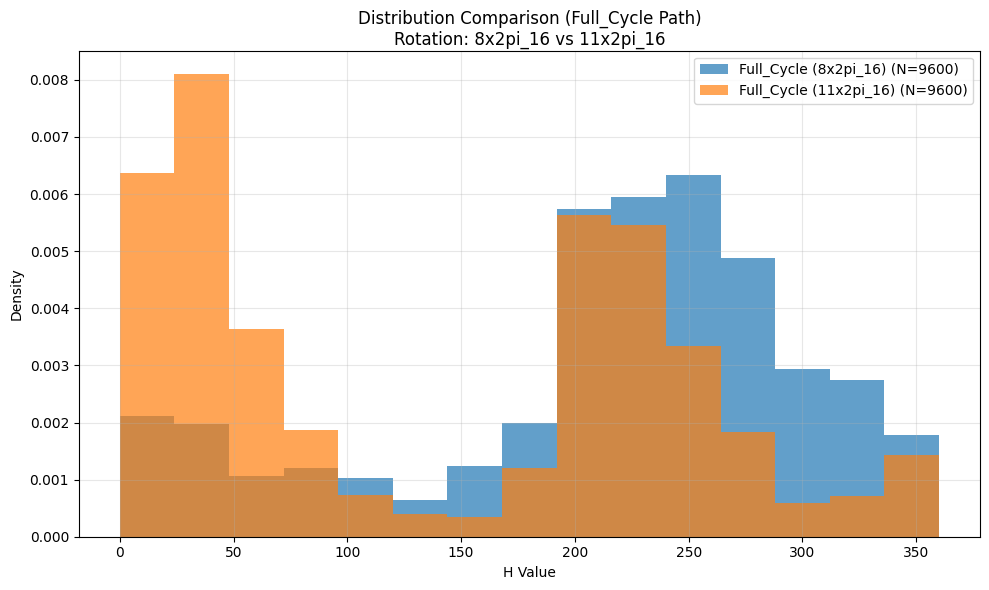 Distribution Comparison (Full_Cycle Path)
Rotation: 8x2pi_16 vs 11x2pi_16
Full_Cycle (8x2pi_16) (N=9600)
Full_Cycle (11x2pi_16) (N=9600)
0.008
0.007
0.006
0.005
0.004
0.003
0.002
0.001
0.000
Density
0 50 100 150 200 250 300 350
H Value